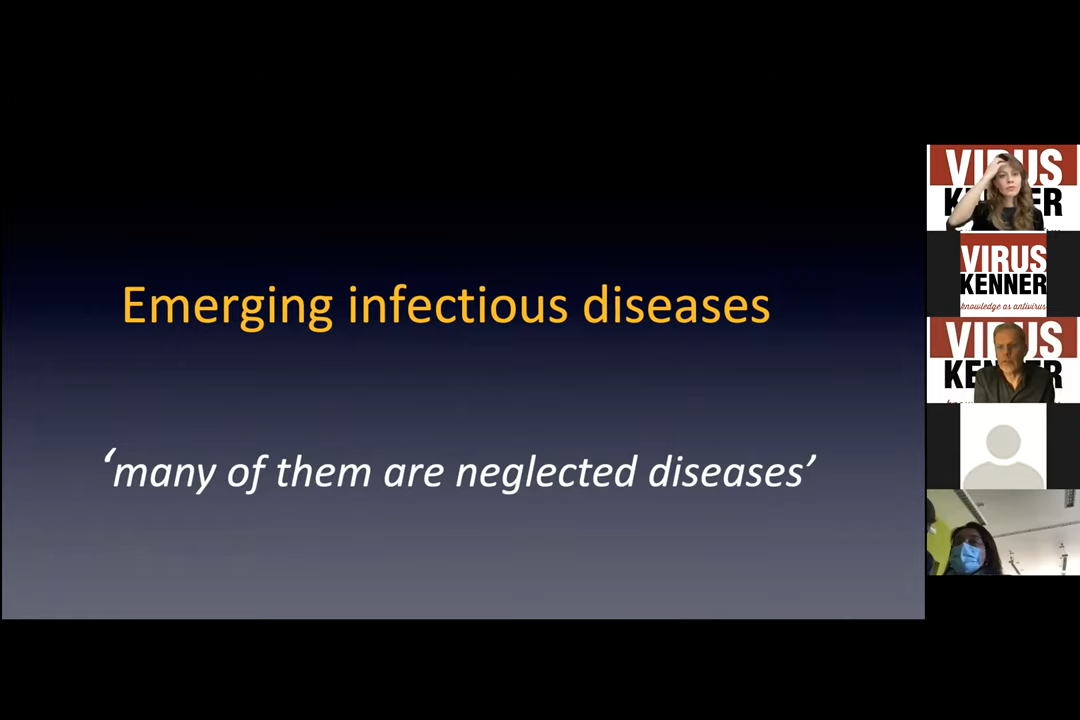 Emerging infectious diseases
‘many of them are neglected diseases’
VIRUS
KENNER
VIRUS
KENNER
knowledge as antivirus
VIRUS
KENNER